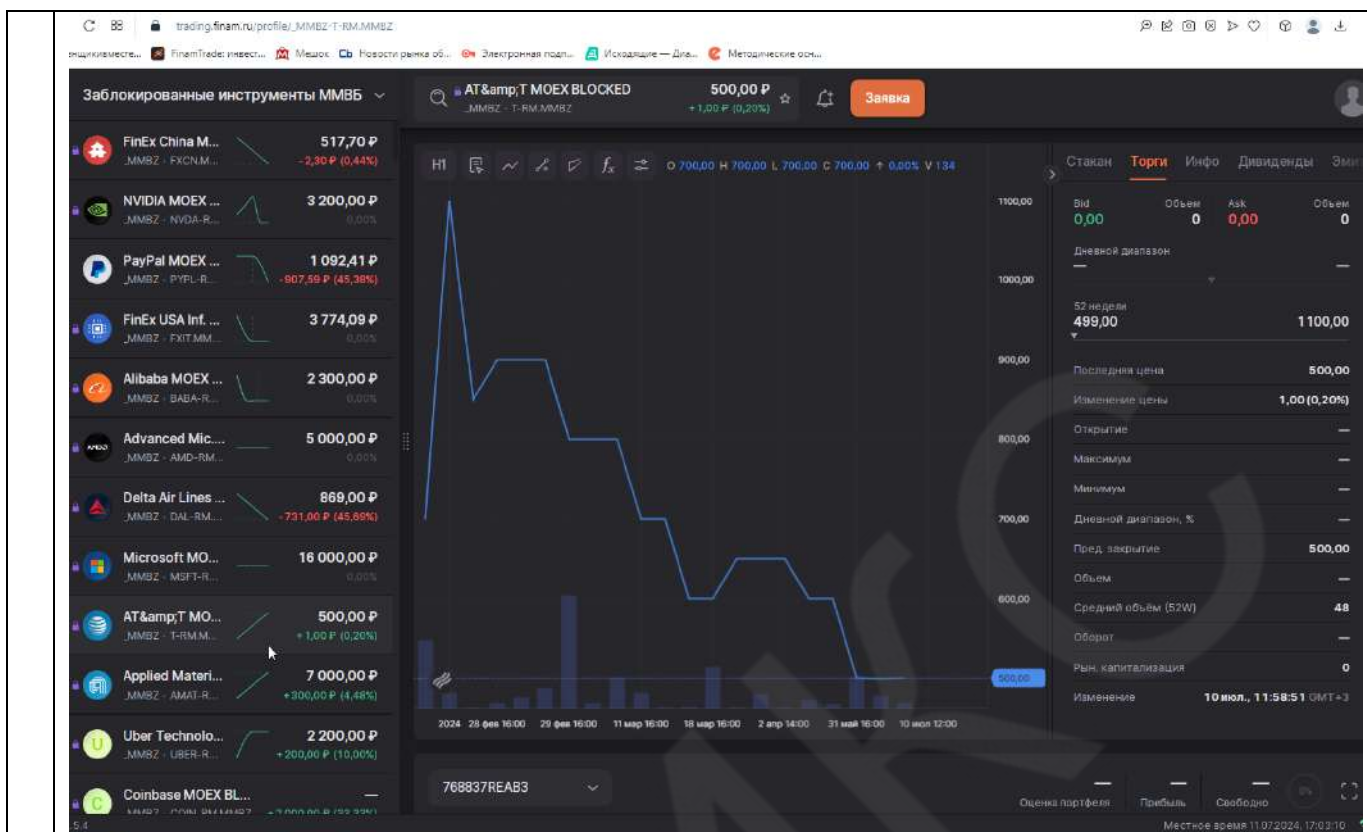 trading.finam.ru/profile/_MMBZ-T-RM.MMBZ
енщикивместе... FinamTrade: инвест... Мешок Новости рынка об... Электронная подп... Исходящие — Диа... Методические осн...
Заблокированные инструменты ММВБ
AT&amp;T MOEX BLOCKED 500,00 ₽ Заявка
_MMBZ · T-RM.MMBZ +1,00 ₽ (0,20%)
FinEx China M... 517,70 ₽
_MMBZ · FXCN.M... -2,30 ₽ (0,44%)
NVIDIA MOEX ... 3 200,00 ₽
_MMBZ · NVDA-R... 0,00%
PayPal MOEX ... 1 092,41 ₽
_MMBZ · PYPL-R... -907,59 ₽ (45,38%)
FinEx USA Inf. ... 3 774,09 ₽
_MMBZ · FXIT.MM... 0,00%
Alibaba MOEX ... 2 300,00 ₽
_MMBZ · BABA-R... 0,00%
Advanced Mic.... 5 000,00 ₽
_MMBZ · AMD-RM... 0,00%
Delta Air Lines ... 869,00 ₽
_MMBZ · DAL-RM... -731,00 ₽ (45,69%)
Microsoft MO... 16 000,00 ₽
_MMBZ · MSFT-R... 0,00%
AT&amp;T MO... 500,00 ₽
_MMBZ · T-RM.M... +1,00 ₽ (0,20%)
Applied Materi... 7 000,00 ₽
_MMBZ · AMAT-R... +300,00 ₽ (4,48%)
Uber Technolo... 2 200,00 ₽
_MMBZ · UBER-R... +200,00 ₽ (10,00%)
Coinbase MOEX BL... —
5.4
H1 fx O 700,00 H 700,00 L 700,00 C 700,00 ↑ 0,00% V 134
1100,00
1000,00
900,00
800,00
700,00
600,00
500,00
2024 28 фев 16:00 29 фев 16:00 11 мар 16:00 18 мар 16:00 2 апр 14:00 31 май 16:00 10 июл 12:00
Стакан Торги Инфо Дивиденды Эми
Bid Объем Ask Объем
0,00 0 0,00 0
Дневной диапазон
— —
52 недели
499,00 1100,00
Последняя цена 500,00
Изменение цены 1,00 (0,20%)
Открытие —
Максимум —
Минимум —
Дневной диапазон, % —
Пред. закрытие 500,00
Объем —
Средний объём (52W) 48
Оборот —
Рын. капитализация 0
Изменение 10 июл., 11:58:51 GMT+3
768837REAB3
— — —
Оценка портфеля Прибыль Свободно 0%
Местное время 11.07.2024, 17:03:10